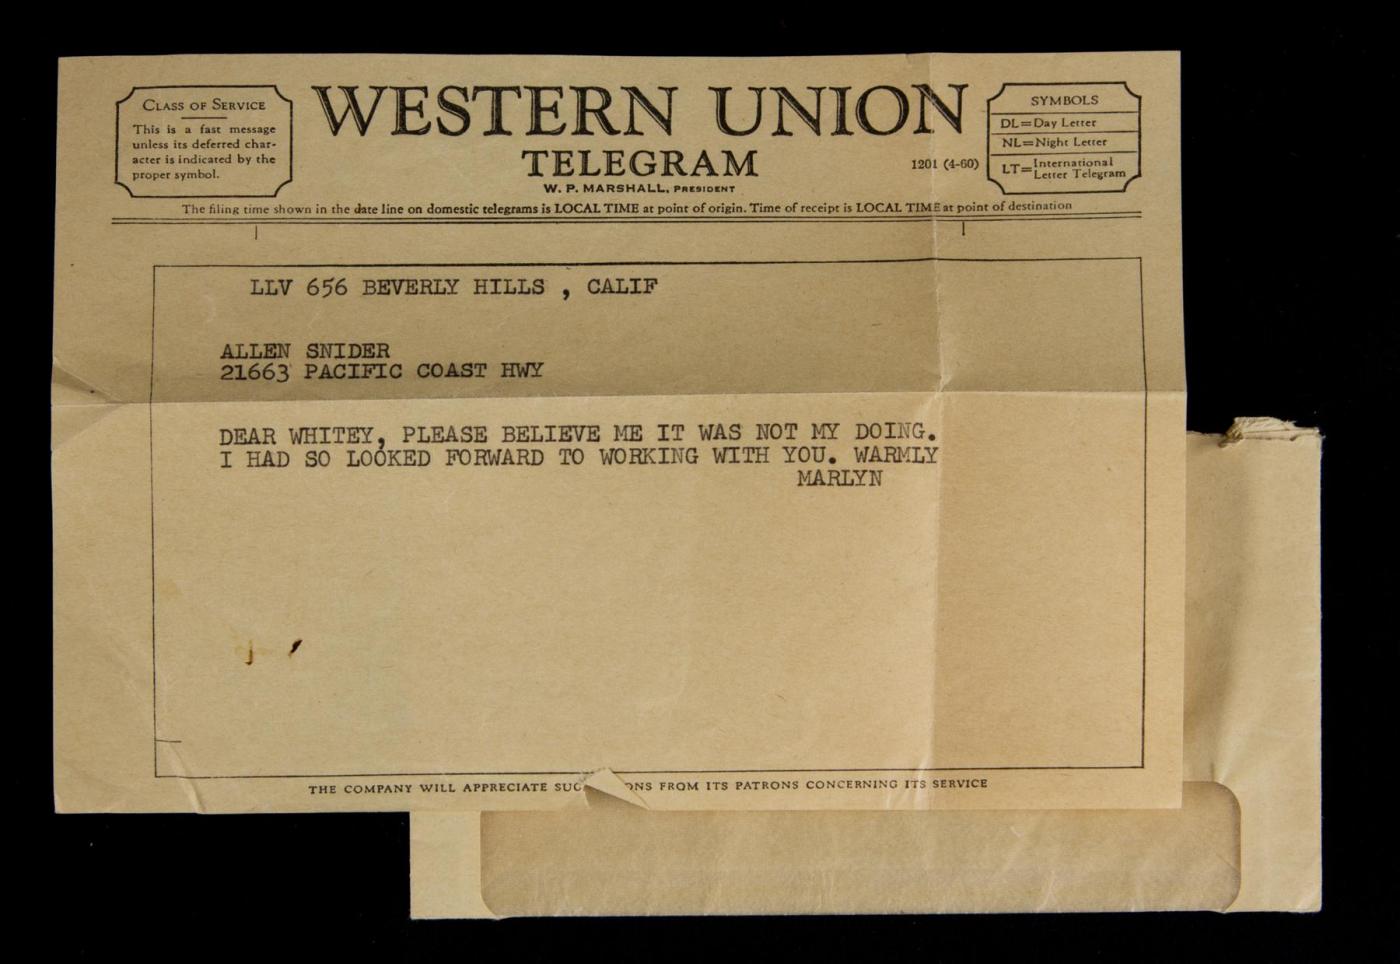 CLASS OF SERVICE
This is a fast message
unless its deferred char-
acter is indicated by the
proper symbol.
WESTERN UNION
TELEGRAM
W. P. MARSHALL, PRESIDENT
1201 (4-60)
SYMBOLS
DL=Day Letter
NL=Night Letter
LT=International
Letter Telegram
The filing time shown in the date line on domestic telegrams is LOCAL TIME at point of origin. Time of receipt is LOCAL TIME at point of destination
LLV 656 BEVERLY HILLS , CALIF
ALLEN SNIDER
21663 PACIFIC COAST HWY
DEAR WHITEY, PLEASE BELIEVE ME IT WAS NOT MY DOING.
I HAD SO LOOKED FORWARD TO WORKING WITH YOU. WARMLY
MARLYN
THE COMPANY WILL APPRECIATE FROM ITS PATRONS CONCERNING ITS SERVICE